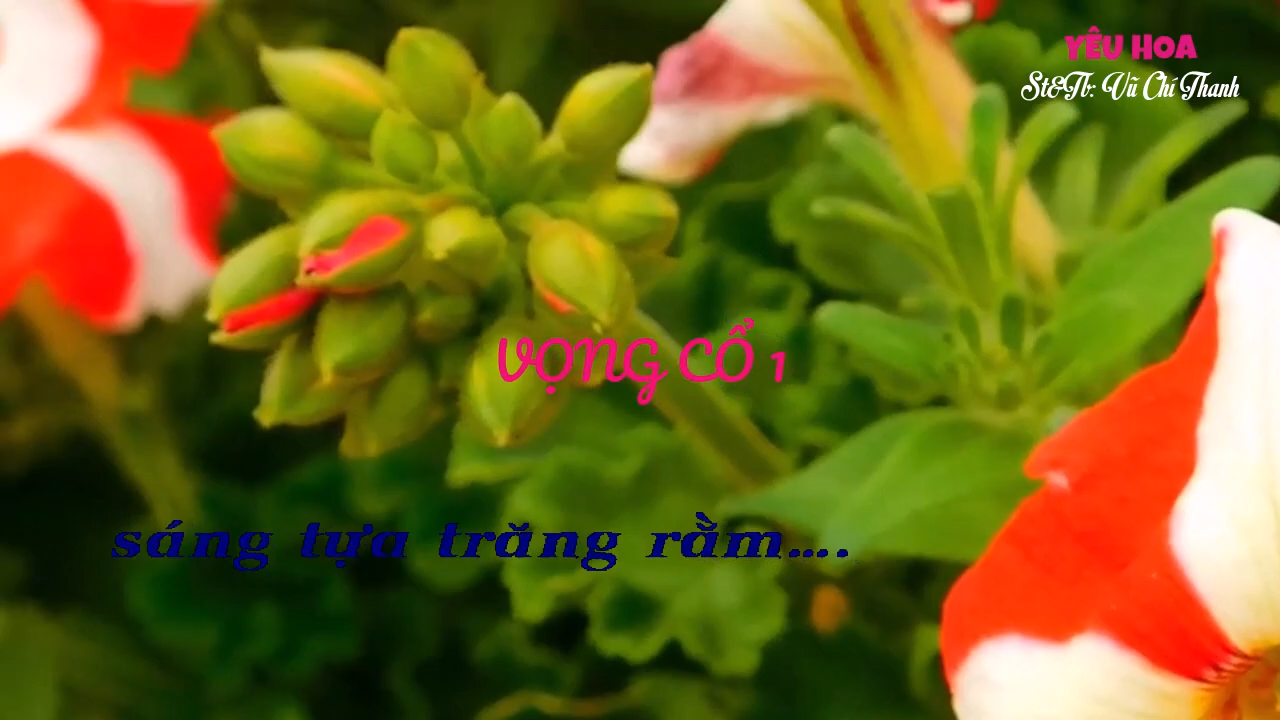 YÊU HOA
St&Tb: Vũ Chí Thanh
VỌNG CỔ 1
sáng tựa trăng rằm....